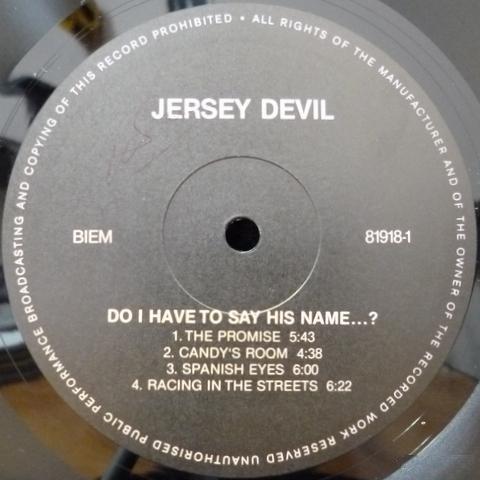 ALL RIGHTS OF THE MANUFACTURER AND OF THE OWNER OF THE RECORDED WORK RESERVED UNAUTHORISED PUBLIC PERFORMANCE BROADCASTING AND COPYING OF THIS RECORD PROHIBITED •
JERSEY DEVIL
BIEM
81918-1
DO I HAVE TO SAY HIS NAME...?
1. THE PROMISE 5:43
2. CANDY'S ROOM 4:38
3. SPANISH EYES 6:00
4. RACING IN THE STREETS 6:22